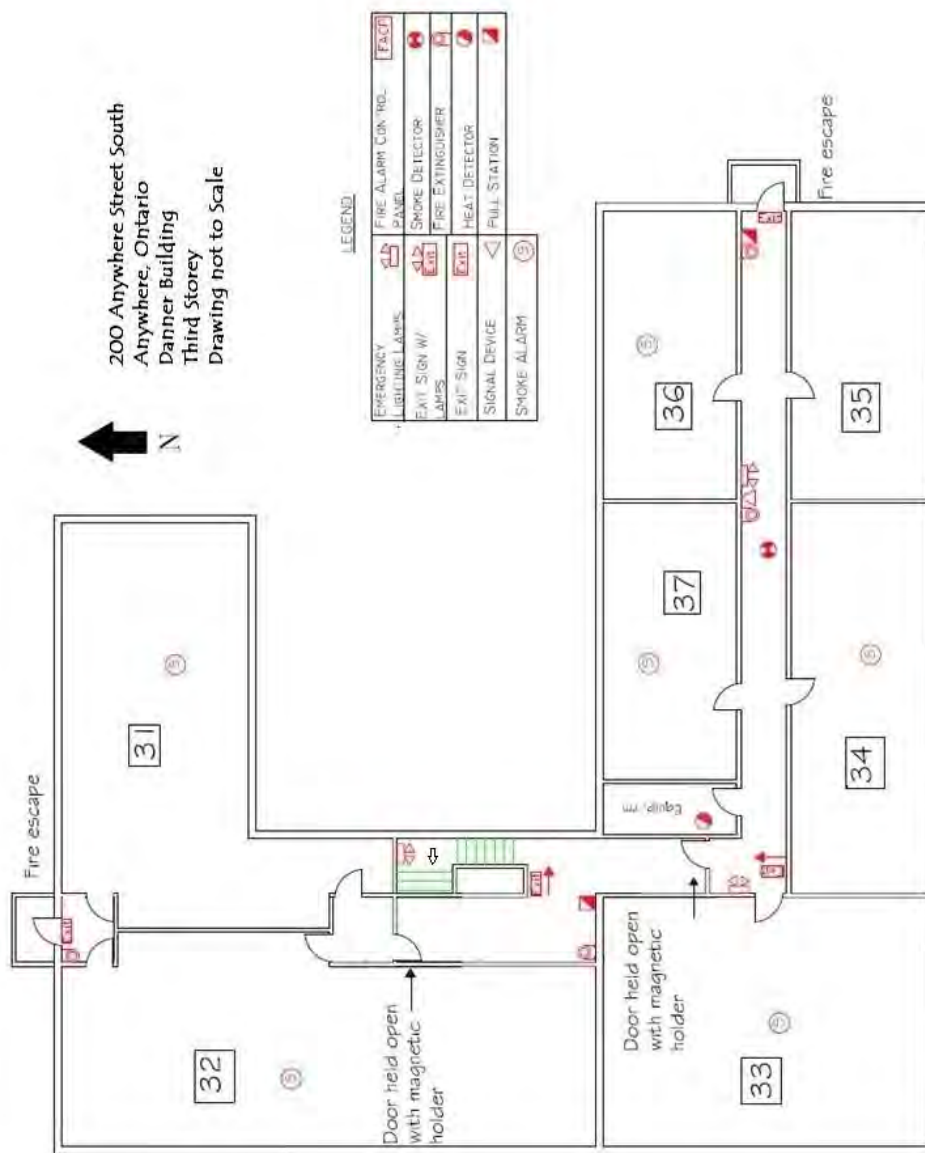 200 Anywhere Street South
Anywhere, Ontario
Danner Building
Third Storey
Drawing not to Scale
N
LEGEND
EMERGENCY
LIGHTING LAMPS
FIRE ALARM CONTROL
PANEL
FACP
EXIT SIGN W/
LAMPS
Exit
SMOKE DETECTOR
FIRE EXTINGUISHER
EXIT SIGN
Exit
HEAT DETECTOR
SIGNAL DEVICE
PULL STATION
SMOKE ALARM
S
Fire escape
Exit
31
S
32
S
Door held open
with magnetic
holder
Exit
Door held open
with magnetic
holder
33
S
Equip.
37
S
36
S
34
S
35
Fire escape